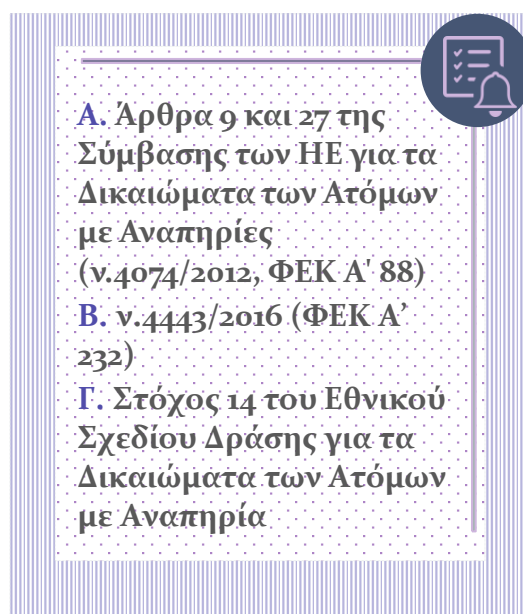 Α. Άρθρα 9 και 27 της
Σύμβασης των ΗΕ για τα
Δικαιώματα των Ατόμων
με Αναπηρίες
(ν.4074/2012, ΦΕΚ Α' 88)
Β. ν.4443/2016 (ΦΕΚ Α’
232)
Γ. Στόχος 14 του Εθνικού
Σχεδίου Δράσης για τα
Δικαιώματα των Ατόμων
με Αναπηρία